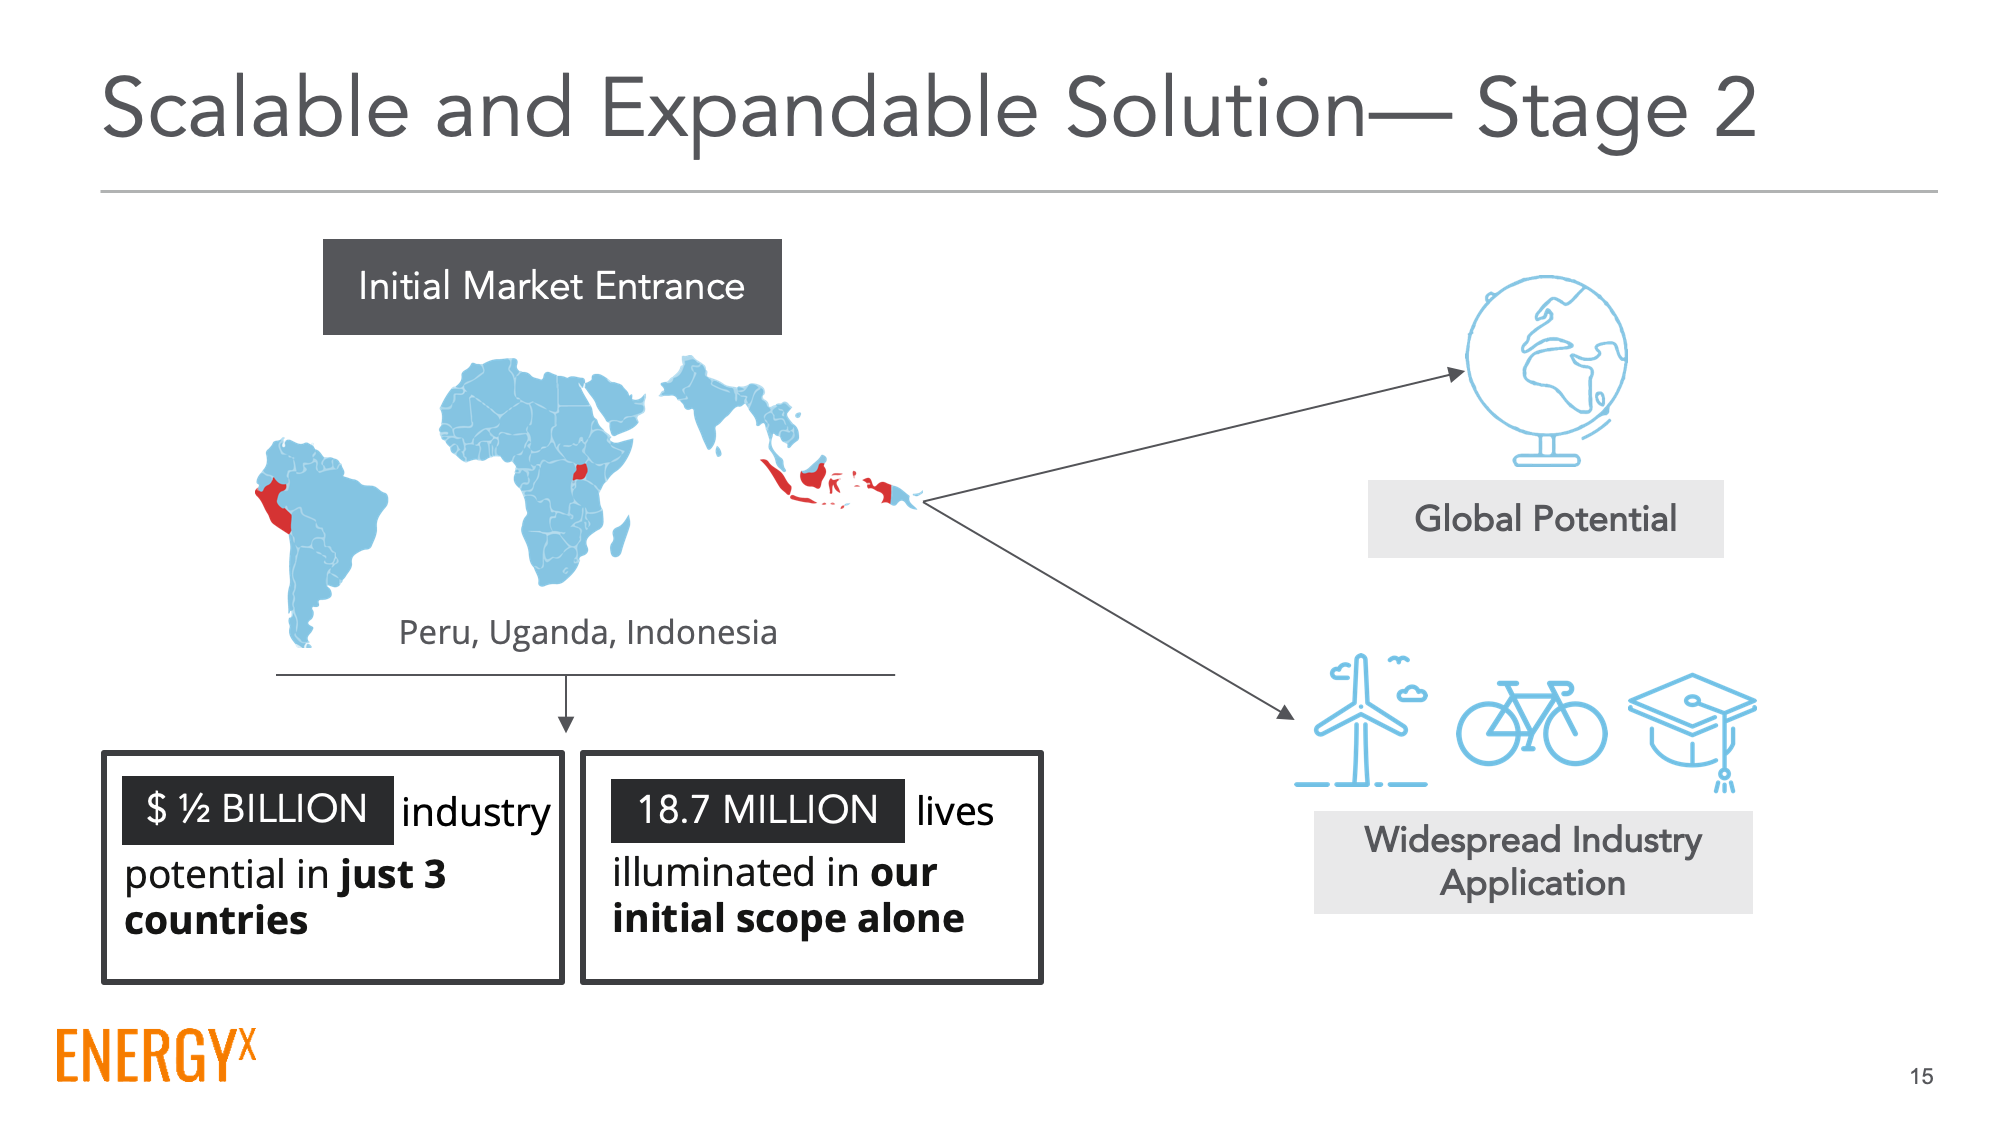 Scalable and Expandable Solution— Stage 2
Initial Market Entrance
Peru, Uganda, Indonesia
$ ½ BILLION industry
potential in just 3
countries
18.7 MILLION lives
illuminated in our
initial scope alone
Global Potential
Widespread Industry
Application
ENERGYX
15